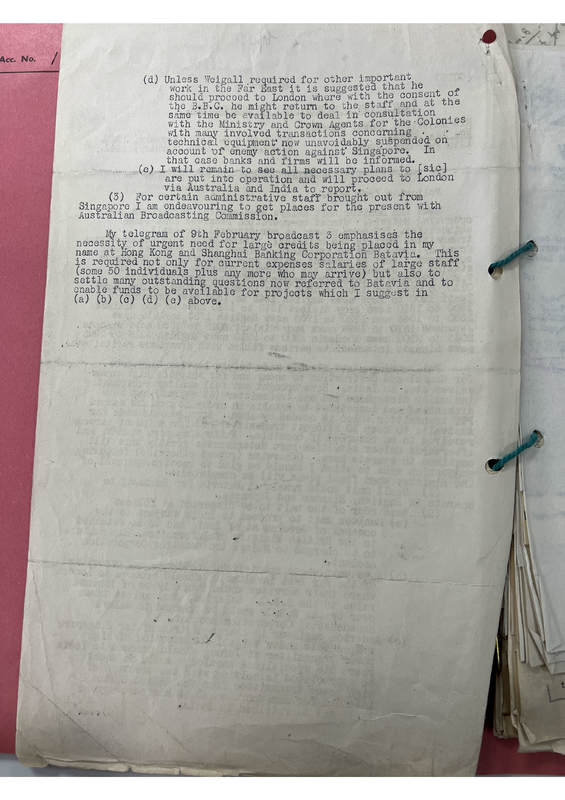 Acc. No. /
(d) Unless Weigall required for other important
work in the Far East it is suggested that he
should proceed to London where with the consent of
the B.B.C. he might return to the staff and at the
same time be available to deal in consultation
with the Ministry and Crown Agents for the Colonies
with many involved transactions concerning
technical equipment now unavoidably suspended on
account of enemy action against Singapore. In
that case banks and firms will be informed.
(e) I will remain to see all necessary plans to [sic]
are put into operation and will proceed to London
via Australia and India to report.
(3) For certain administrative staff brought out from
Singapore I am endeavouring to get places for the present with
Australian Broadcasting Commission.
My telegram of 9th February broadcast 3 emphasises the
necessity of urgent need for large credits being placed in my
name at Hong Kong and Shanghai Banking Corporation Batavia. This
is required not only for current expenses salaries of large staff
(some 50 individuals plus any more who may arrive) but also to
settle many outstanding questions now referred to Batavia and to
enable funds to be available for projects which I suggest in
(a) (b) (c) (d) (e) above.